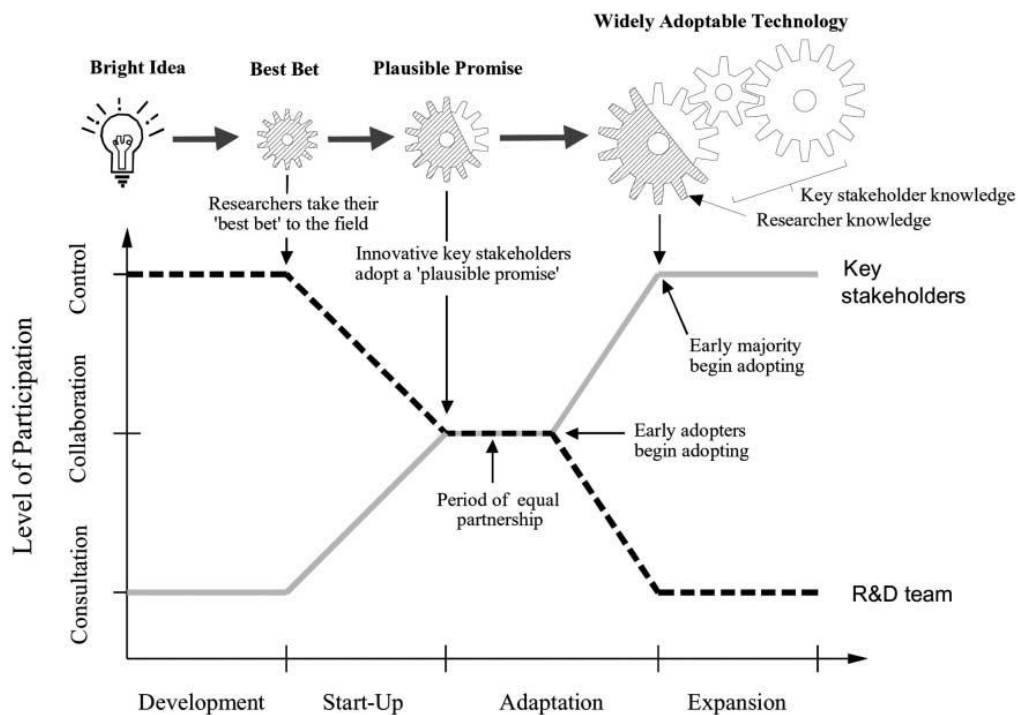 Widely Adoptable Technology
Bright Idea
Best Bet
Plausible Promise
Key stakeholder knowledge
Researcher knowledge
Researchers take their
'best bet' to the field
Innovative key stakeholders
adopt a 'plausible promise'
Key
stakeholders
Early majority
begin adopting
Early adopters
begin adopting
Period of equal
partnership
R&D team
Level of Participation
Control
Collaboration
Consultation
Development
Start-Up
Adaptation
Expansion